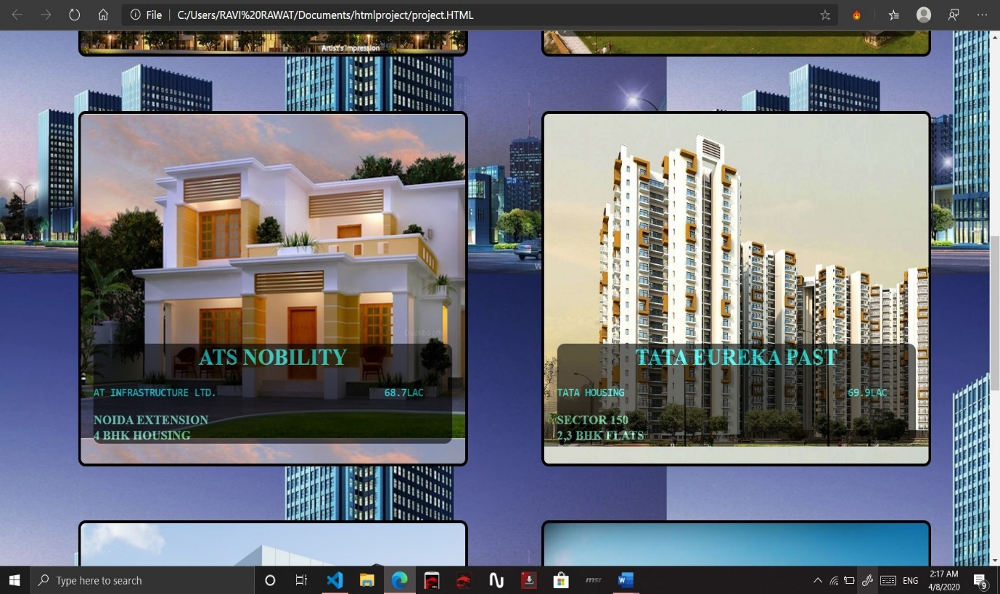 File
C:/Users/RAVI%20RAWAT/Documents/htmlproject/project.HTML
Artist's Impression
ATS NOBILITY
AT INFRASTRUCTURE LTD. 68.7LAC
NOIDA EXTENSION
4 BHK HOUSING
TATA EUREKA PAST
TATA HOUSING 69.9LAC
SECTOR 150
2,3 BHK FLATS
Type here to search
msi
ENG
2:17 AM
4/8/2020
9